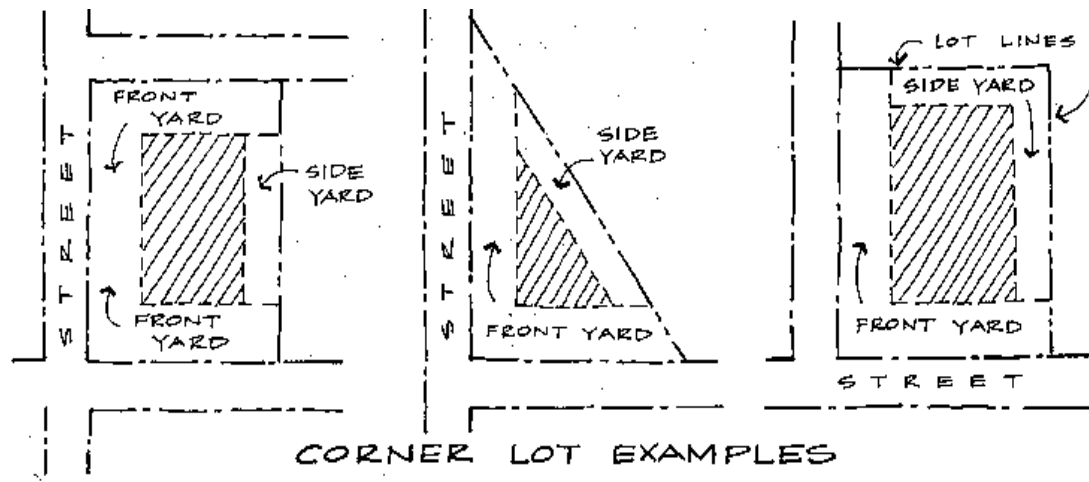 FRONT
YARD
STREET
SIDE
YARD
FRONT
YARD
STREET
SIDE
YARD
FRONT YARD
LOT LINES
SIDE YARD
FRONT YARD
STREET
CORNER LOT EXAMPLES